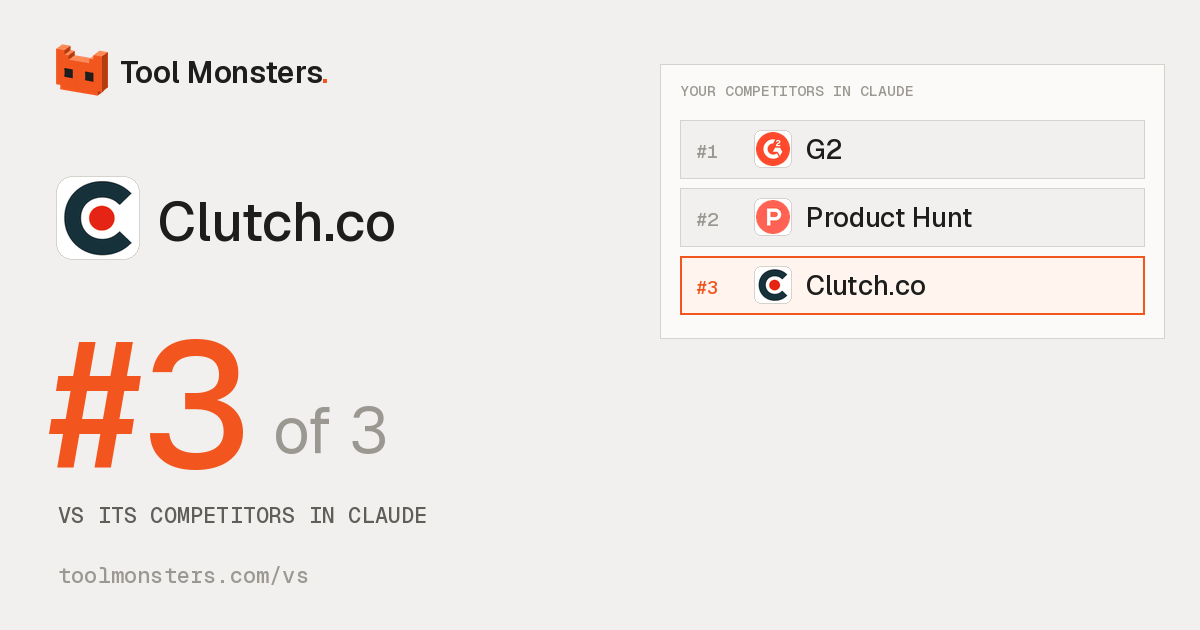 Tool Monsters.
Clutch.co
#3 of 3
VS ITS COMPETITORS IN CLAUDE
toolmonsters.com/vs
YOUR COMPETITORS IN CLAUDE
#1 G2
#2 Product Hunt
#3 Clutch.co